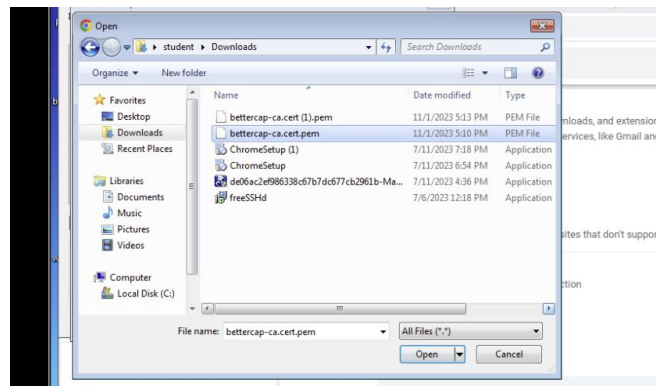 Open
student ▸ Downloads
Search Downloads
Organize
New folder
Name
Date modified
Type
Favorites
Desktop
Downloads
Recent Places
Libraries
Documents
Music
Pictures
Videos
Computer
Local Disk (C:)
bettercap-ca.cert (1).pem 11/1/2023 5:13 PM PEM File
bettercap-ca.cert.pem 11/1/2023 5:10 PM PEM File
ChromeSetup (1) 7/11/2023 7:18 PM Application
ChromeSetup 7/11/2023 6:54 PM Application
de06ac2ef986338c67b7dc677cb2961b-Ma... 7/11/2023 4:36 PM Application
freeSSHd 7/6/2023 12:18 PM Application
File name: bettercap-ca.cert.pem
All Files (*.*)
Open
Cancel
nloads, and extension
ervices, like Gmail an
sites that don't suppor
ction